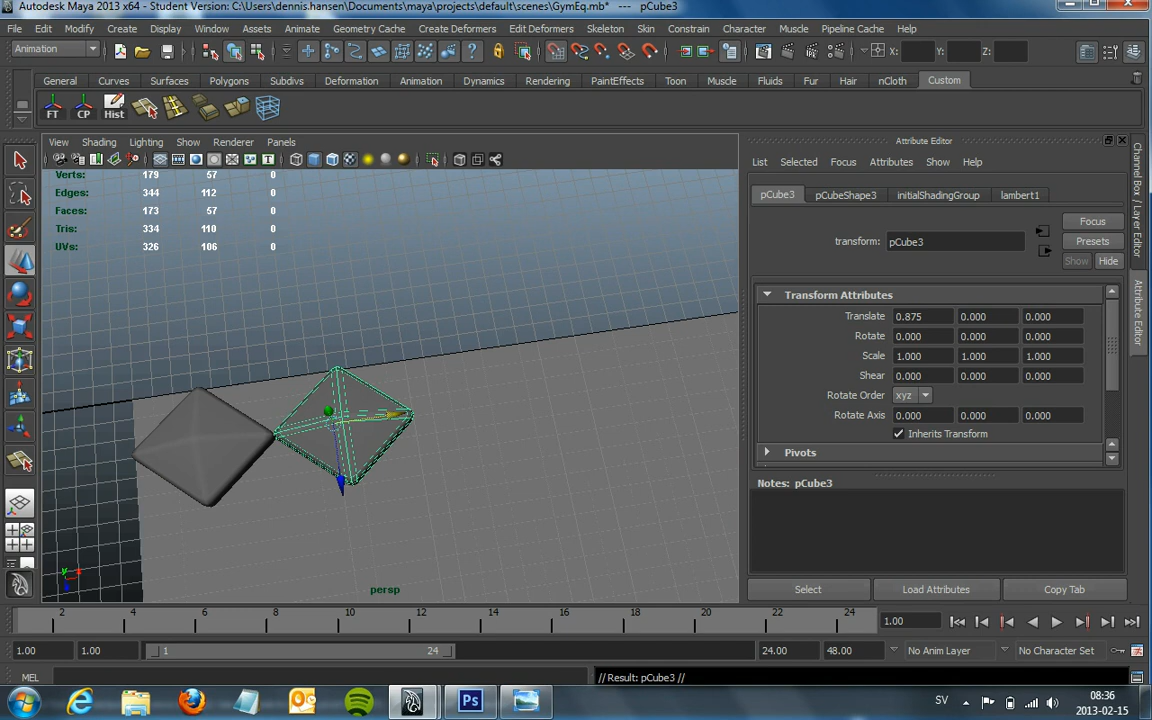 Autodesk Maya 2013 x64 - Student Version: C:\Users\dennis.hansen\Documents\maya\projects\default\scenes\GymEq.mb* --- pCube3
File Edit Modify Create Display Window Assets Animate Geometry Cache Create Deformers Edit Deformers Skeleton Skin Constrain Character Muscle Pipeline Cache Help
Animation X: Y: Z:
General Curves Surfaces Polygons Subdivs Deformation Animation Dynamics Rendering PaintEffects Toon Muscle Fluids Fur Hair nCloth Custom
FT CP Hist
View Shading Lighting Show Renderer Panels
Verts: 179 57 0
Edges: 344 112 0
Faces: 173 57 0
Tris: 334 110 0
UVs: 326 106 0
y
persp
Attribute Editor
List Selected Focus Attributes Show Help
pCube3 pCubeShape3 initialShadingGroup lambert1
Focus
transform: pCube3 Presets
Show Hide
Transform Attributes
Translate 0.875 0.000 0.000
Rotate 0.000 0.000 0.000
Scale 1.000 1.000 1.000
Shear 0.000 0.000 0.000
Rotate Order xyz
Rotate Axis 0.000 0.000 0.000
Inherits Transform
Pivots
Notes: pCube3
Select Load Attributes Copy Tab
Channel Box / Layer Editor
Attribute Editor
2 4 6 8 10 12 14 16 18 20 22 24 1.00
1.00 1.00 1 24 24.00 48.00 No Anim Layer No Character Set
MEL // Result: pCube3 //
Ps SV 08:36
2013-02-15